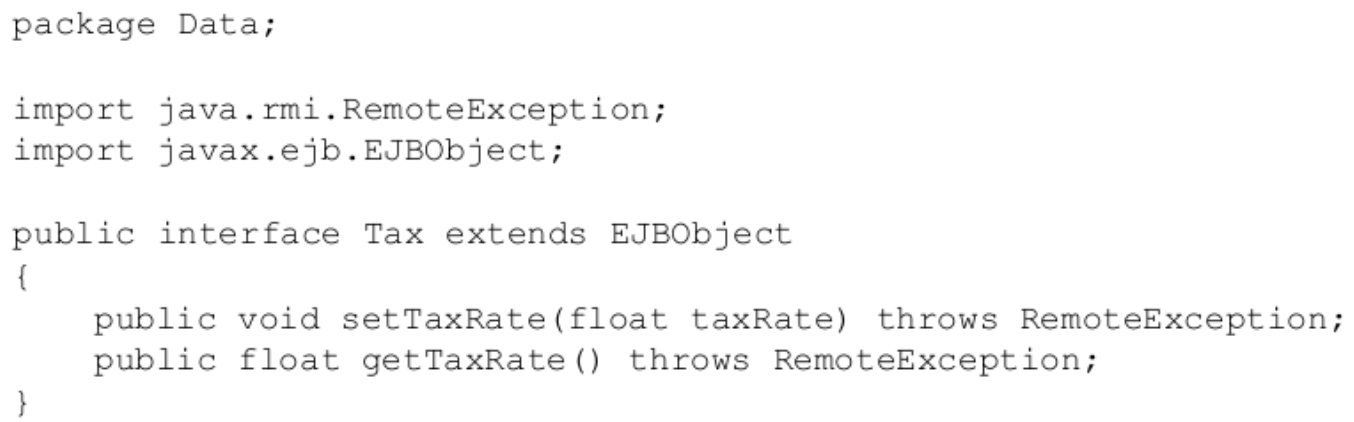 package Data;
import java.rmi.RemoteException;
import javax.ejb.EJBObject;
public interface Tax extends EJBObject
{
    public void setTaxRate(float taxRate) throws RemoteException;
    public float getTaxRate() throws RemoteException;
}